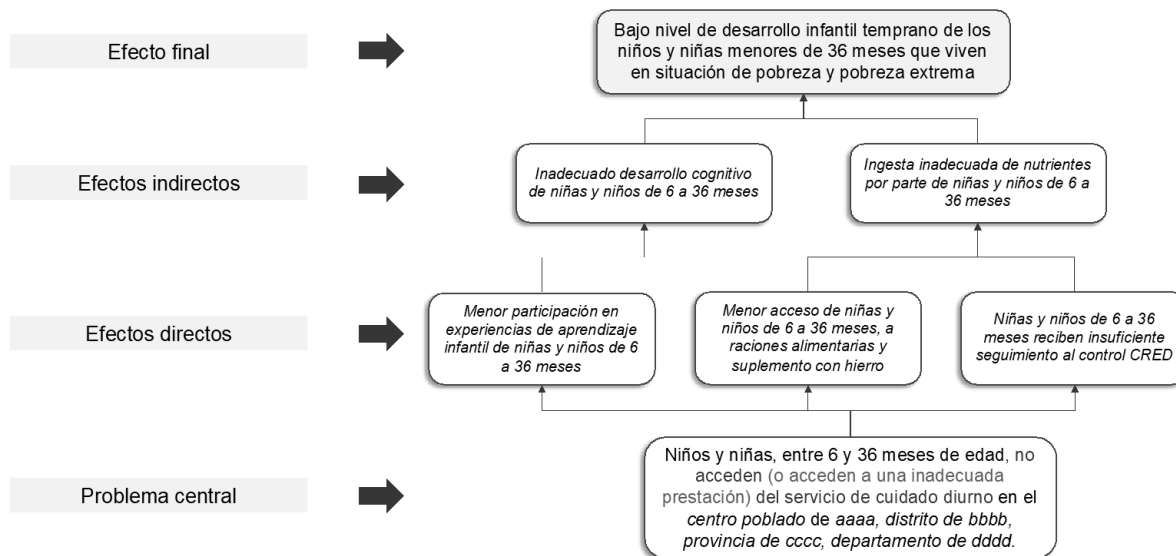 Efecto final
Bajo nivel de desarrollo infantil temprano de los
niños y niñas menores de 36 meses que viven
en situación de pobreza y pobreza extrema
Efectos indirectos
Inadecuado desarrollo cognitivo
de niñas y niños de 6 a 36 meses
Ingesta inadecuada de nutrientes
por parte de niñas y niños de 6 a
36 meses
Efectos directos
Menor participación en
experiencias de aprendizaje
infantil de niñas y niños de 6
a 36 meses
Menor acceso de niñas y
niños de 6 a 36 meses, a
raciones alimentarias y
suplemento con hierro
Niñas y niños de 6 a 36
meses reciben insuficiente
seguimiento al control CRED
Problema central
Niños y niñas, entre 6 y 36 meses de edad, no
acceden (o acceden a una inadecuada
prestación) del servicio de cuidado diurno en el
centro poblado de aaaa, distrito de bbbb,
provincia de cccc, departamento de dddd.